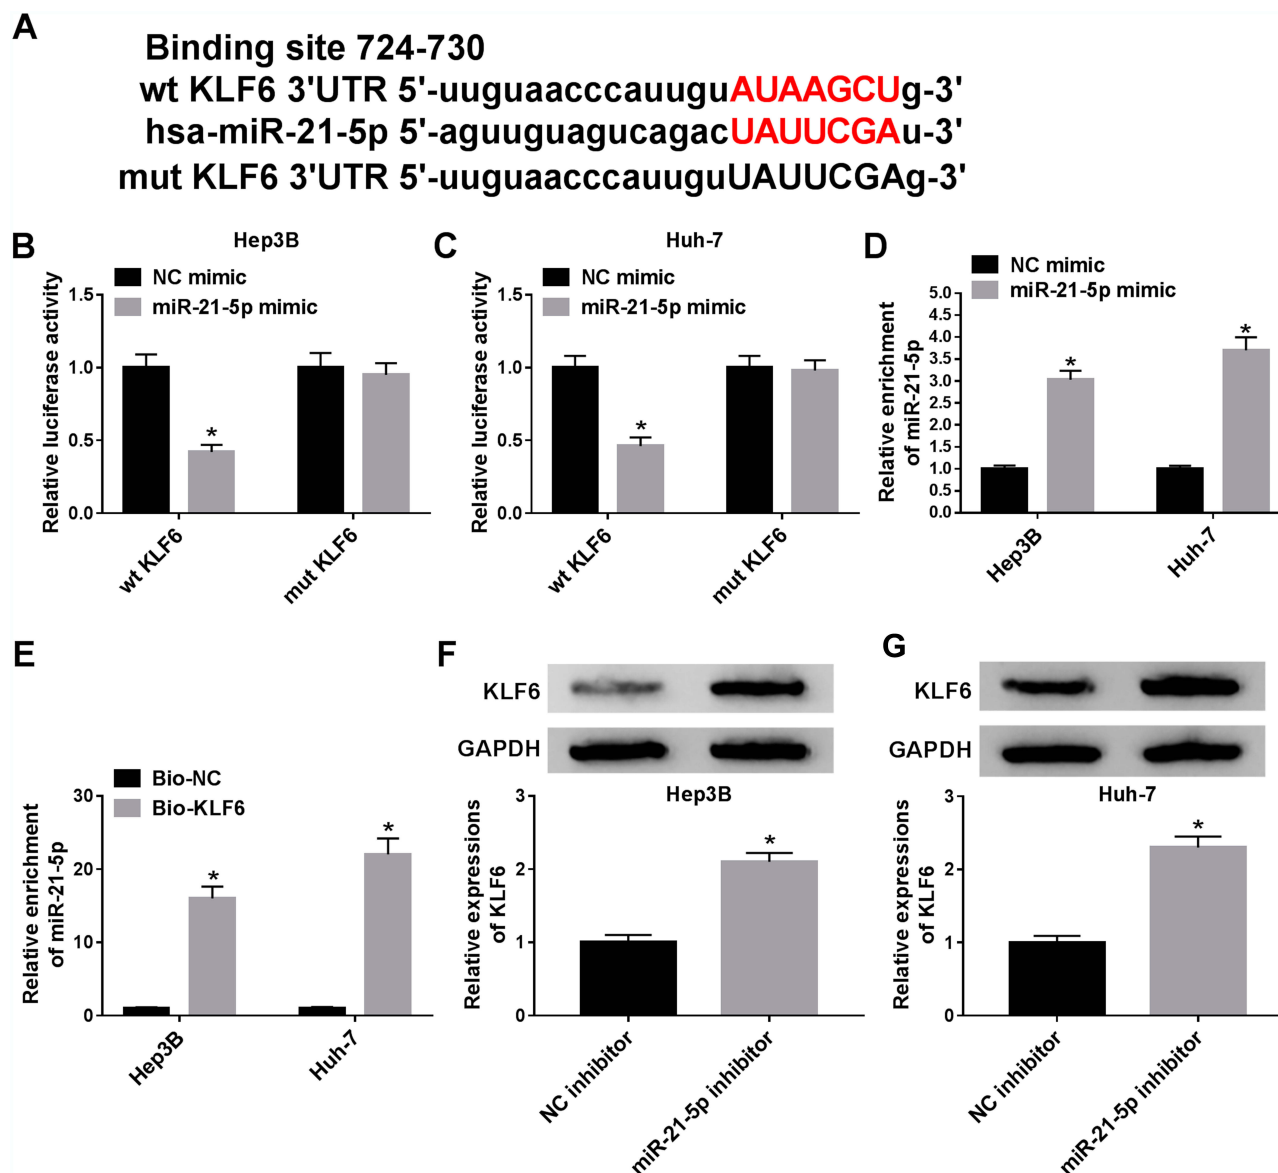 A
Binding site 724-730
wt KLF6 3'UTR 5'-uuguaacccauuguAUAAGCUg-3'
hsa-miR-21-5p 5'-aguuguagucagacUAUUCGAu-3'
mut KLF6 3'UTR 5'-uuguaacccauuguUAUUCGAg-3'
B
Hep3B
NC mimic
miR-21-5p mimic
Relative luciferase activity
1.5
1.0
0.5
0.0
*
wt KLF6
mut KLF6
C
Huh-7
NC mimic
miR-21-5p mimic
Relative luciferase activity
1.5
1.0
0.5
0.0
*
wt KLF6
mut KLF6
D
NC mimic
miR-21-5p mimic
Relative enrichment
of miR-21-5p
5.0
4.5
4.0
3.5
3.0
2.5
2.0
1.5
1.0
0.5
0.0
*
*
Hep3B
Huh-7
E
Bio-NC
Bio-KLF6
Relative enrichment
of miR-21-5p
30
20
10
0
*
*
Hep3B
Huh-7
F
KLF6
GAPDH
Hep3B
Relative expressions
of KLF6
3
2
1
0
*
NC inhibitor
miR-21-5p inhibitor
G
KLF6
GAPDH
Huh-7
Relative expressions
of KLF6
3
2
1
0
*
NC inhibitor
miR-21-5p inhibitor